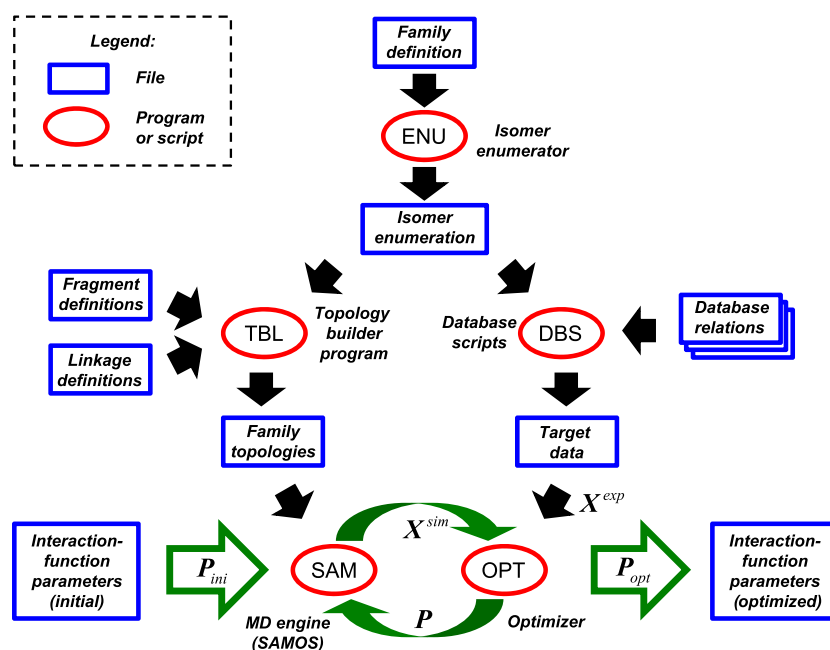 Legend:
File
Program
or script
Family
definition
ENU
Isomer
enumerator
Isomer
enumeration
Fragment
definitions
Linkage
definitions
TBL
Topology
builder
program
Database
scripts
DBS
Database
relations
Family
topologies
Target
data
X^exp
Interaction-
function
parameters
(initial)
P_ini
SAM
MD engine
(SAMOS)
X^sim
P
OPT
Optimizer
P_opt
Interaction-
function
parameters
(optimized)